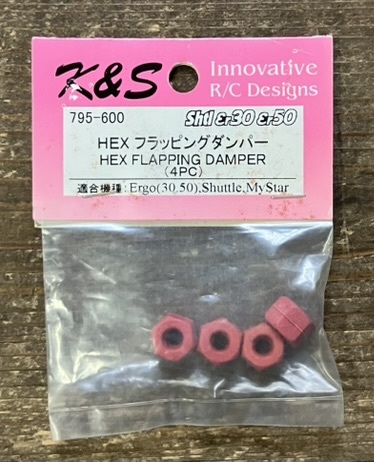 K&S
Innovative
R/C Designs
795-600
Sh1 Er30 Er50
HEX フラッピングダンパー
HEX FLAPPING DAMPER
(4PC)
適合機種:Ergo(30,50),Shuttle,MyStar